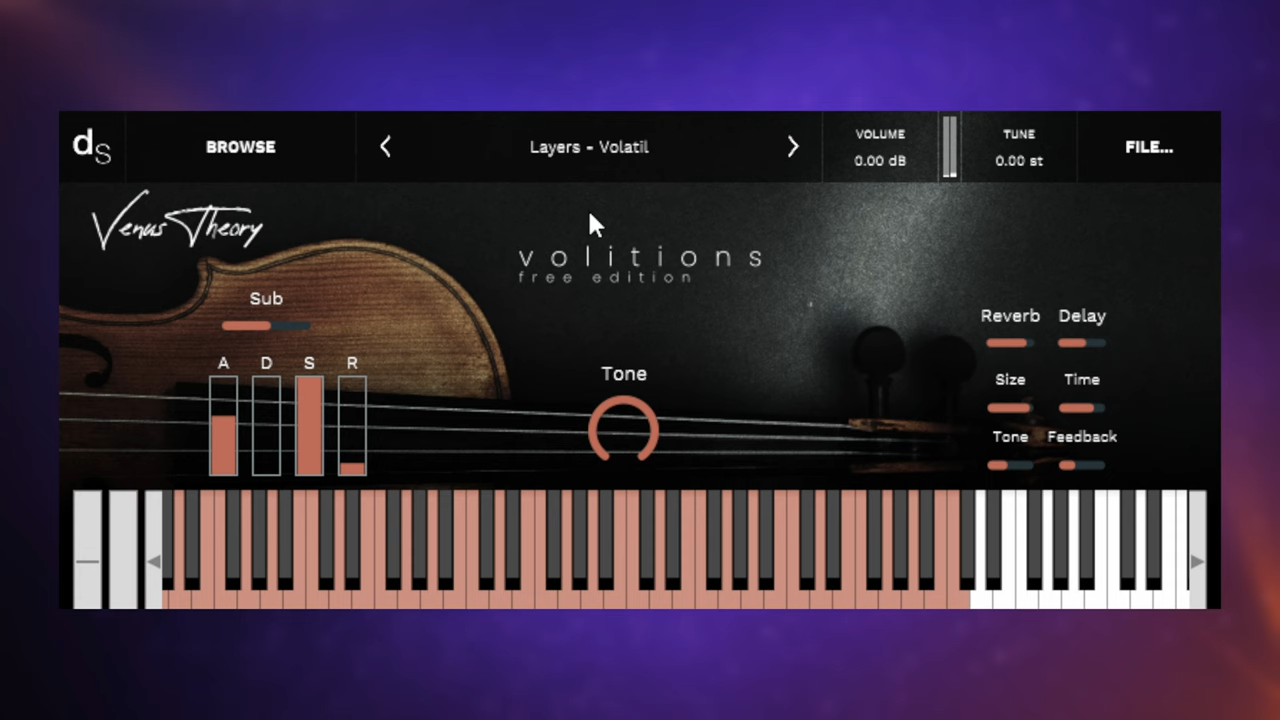 dS
BROWSE
Layers - Volatil
VOLUME
0.00 dB
TUNE
0.00 st
FILE...
Venus Theory
volitions
free edition
Sub
A D S R
Tone
Reverb Delay
Size Time
Tone Feedback